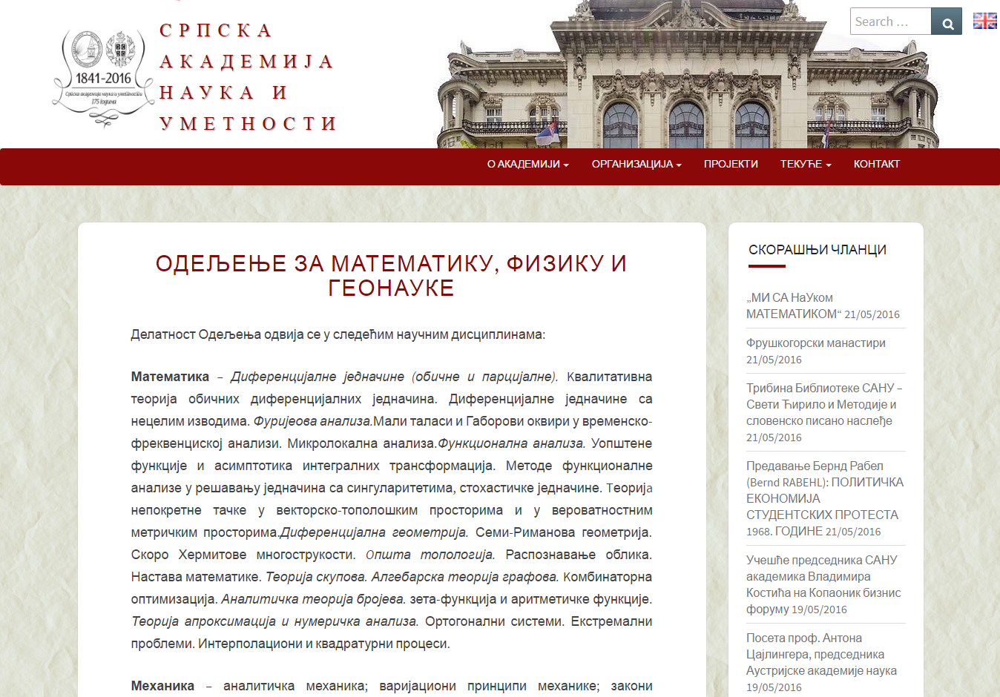 СРПСКА
АКАДЕМИЈА
НАУКА И
УМЕТНОСТИ
1841-2016
Српска академија наука и уметности
175 година
Search …
О АКАДЕМИЈИ
ОРГАНИЗАЦИЈА
ПРОЈЕКТИ
ТЕКУЋЕ
КОНТАКТ
ОДЕЉЕЊЕ ЗА МАТЕМАТИКУ, ФИЗИКУ И
ГЕОНАУКЕ
Делатност Одељења одвија се у следећим научним дисциплинама:
Математика – Диференцијалне једначине (обичне и парцијалне). Квалитативна
теорија обичних диференцијалних једначина. Диференцијалне једначине са
нецелим изводима. Фуријеова анализа.Мали таласи и Габорови оквири у временско-
фреквенциској анализи. Микролокална анализа.Функционална анализа. Уопштене
функције и асимптотика интегралних трансформација. Методе функционалне
анализе у решавању једначина са сингуларитетима, стохастичке једначине. Теоријa
непокретне тачке у векторско-тополошким просторима и у вероватностним
метричким просторима.Диференцијална геометрија. Семи-Риманова геометрија.
Скоро Хермитове многострукости. Oпшта топологија. Распознавање облика.
Настава математике. Теорија скупова. Алгебарска теорија графова. Комбинаторна
оптимизација. Аналитичка теорија бројева. зета-функција и аритметичке функције.
Теорија апроксимација и нумеричка анализа. Ортогонални системи. Екстремални
проблеми. Интерполациони и квадратурни процеси.
Механика – аналитичка механика; варијациони принципи механике; закони
СКОРАШЊИ ЧЛАНЦИ
„МИ СА НаУком
МАТЕМАТИКОМ“ 21/05/2016
Фрушкогорски манастири
21/05/2016
Трибина Библиотеке САНУ –
Свети Ћирило и Методије и
словенско писано наслеђе
21/05/2016
Предавање Бернд Рабел
(Bernd RABEHL): ПОЛИТИЧКА
ЕКОНОМИЈА
СТУДЕНТСКИХ ПРОТЕСТА
1968. ГОДИНЕ 21/05/2016
Учешће председника САНУ
академика Владимира
Костића на Копаоник бизнис
форуму 19/05/2016
Посета проф. Антона
Цајлингера, председника
Аустријске академије наука
19/05/2016